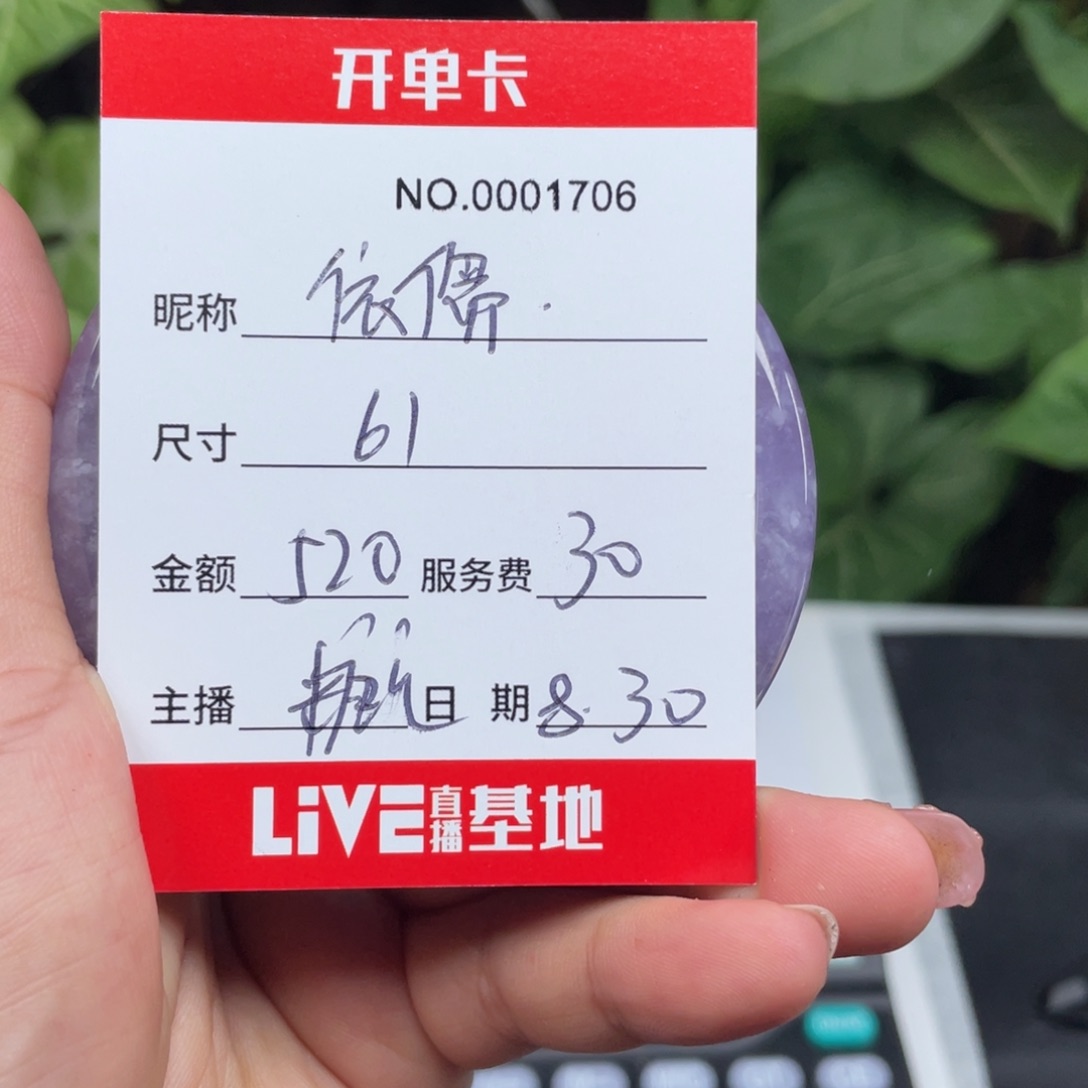 开单卡
NO.0001706
昵称 依儒
尺寸 61
金额 520 服务费 30
主播 日期 8.30
LiVE直播基地